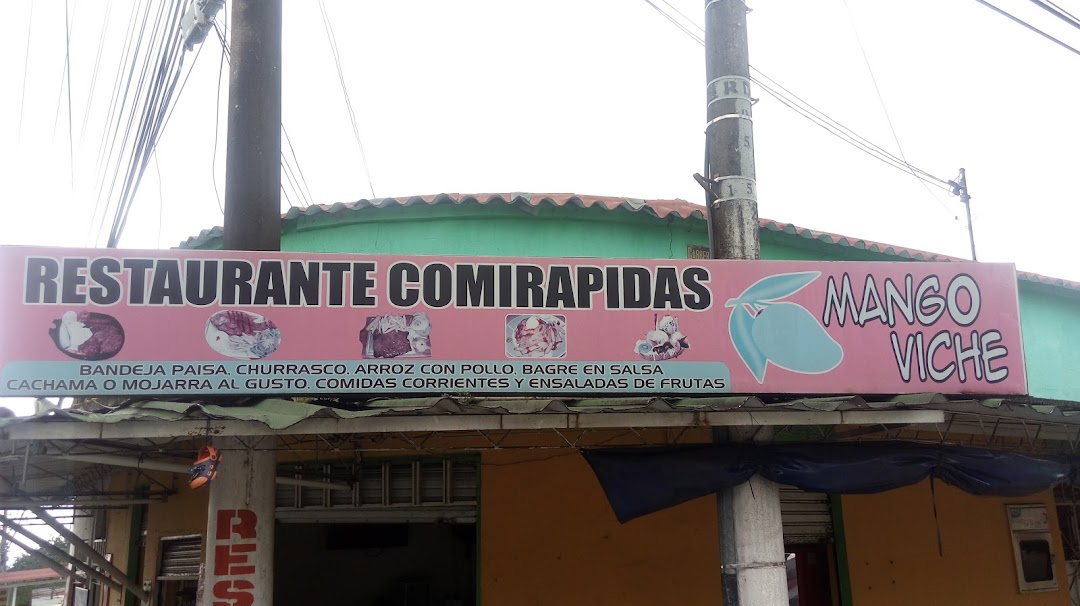 RESTAURANTE COMIRAPIDAS
MANGO
VICHE
BANDEJA PAISA. CHURRASCO. ARROZ CON POLLO. BAGRE EN SALSA
CACHAMA O MOJARRA AL GUSTO. COMIDAS CORRIENTES Y ENSALADAS DE FRUTAS
RES